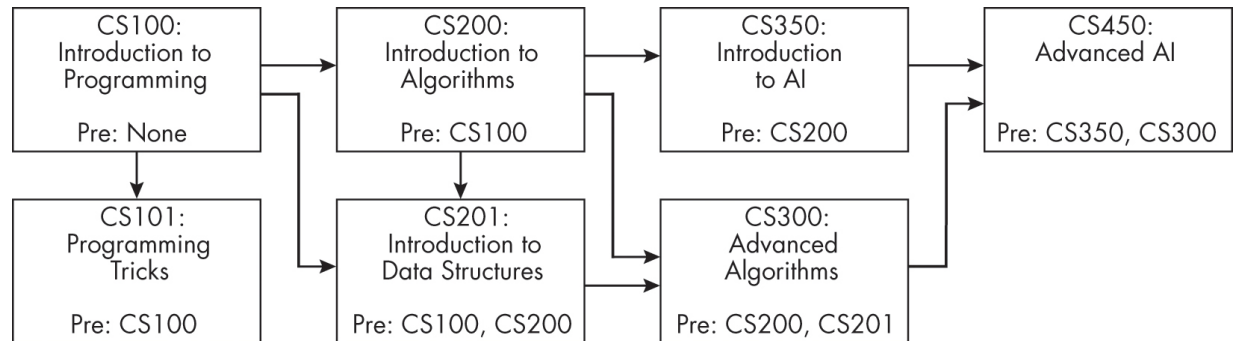 CS100:
Introduction to
Programming
Pre: None
CS200:
Introduction to
Algorithms
Pre: CS100
CS350:
Introduction
to AI
Pre: CS200
CS450:
Advanced AI
Pre: CS350, CS300
CS101:
Programming
Tricks
Pre: CS100
CS201:
Introduction to
Data Structures
Pre: CS100, CS200
CS300:
Advanced
Algorithms
Pre: CS200, CS201